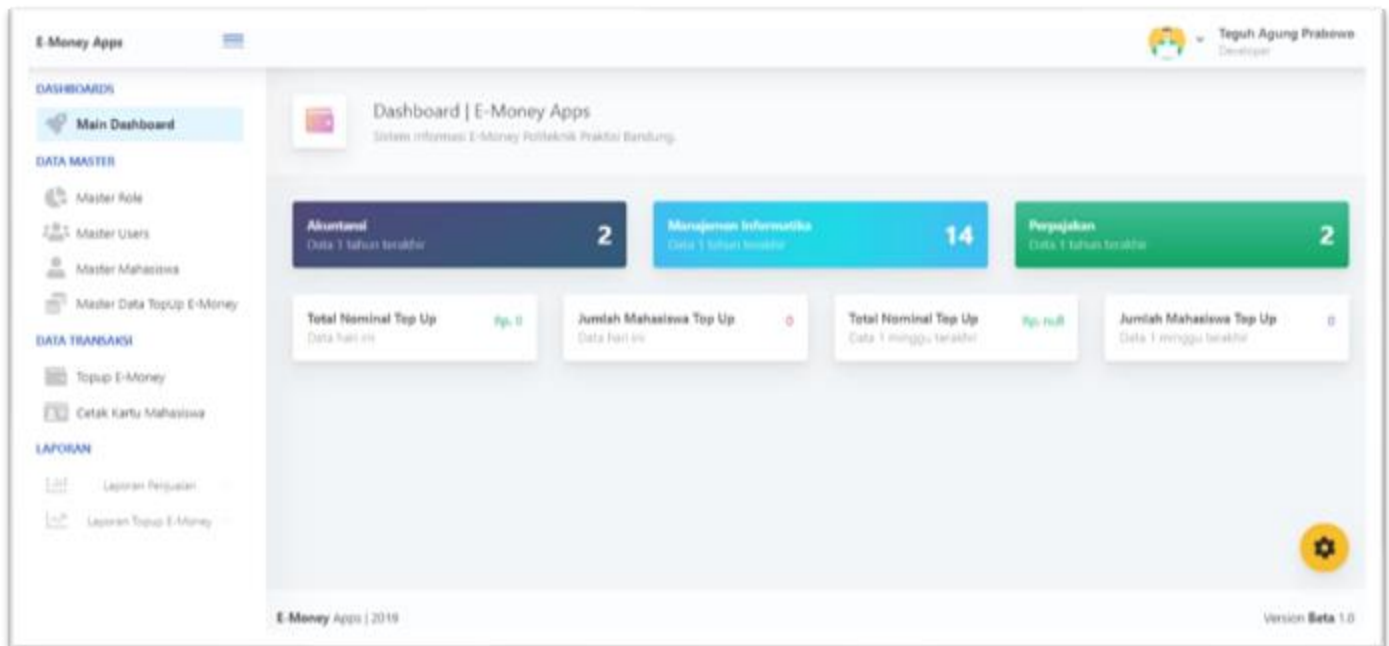 E-Money Apps
Teguh Agung Prabowo
Developer
DASHBOARDS
Main Dashboard
DATA MASTER
Master Role
Master Users
Master Mahasiswa
Master Data TopUp E-Money
DATA TRANSAKSI
Topup E-Money
Cetak Kartu Mahasiswa
LAPORAN
Laporan Penjualan
Laporan Topup E-Money
Dashboard | E-Money Apps
Sistem Informasi E-Money Politeknik Praktisi Bandung.
Akuntansi
Data 1 tahun terakhir
2
Manajemen Informatika
Data 1 tahun terakhir
14
Perpajakan
Data 1 tahun terakhir
2
Total Nominal Top Up
Data hari ini
Rp. 0
Jumlah Mahasiswa Top Up
Data hari ini
0
Total Nominal Top Up
Data 1 minggu terakhir
Rp. null
Jumlah Mahasiswa Top Up
Data 1 minggu terakhir
0
E-Money Apps | 2019
Version Beta 1.0